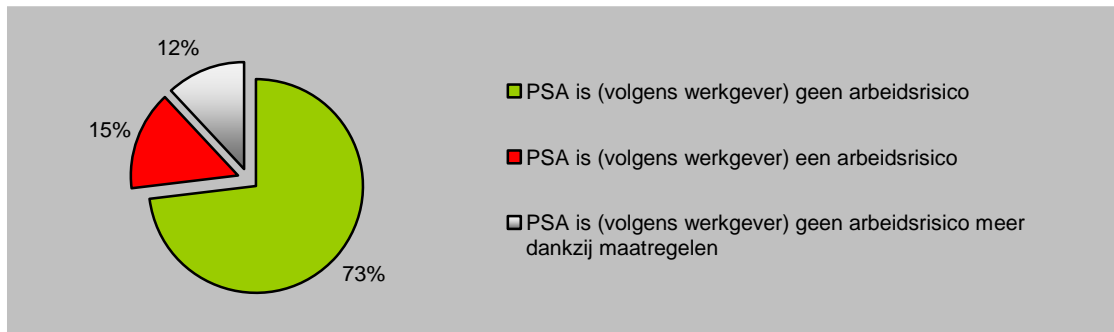 12%
15%
73%
PSA is (volgens werkgever) geen arbeidsrisico
PSA is (volgens werkgever) een arbeidsrisico
PSA is (volgens werkgever) geen arbeidsrisico meer
dankzij maatregelen